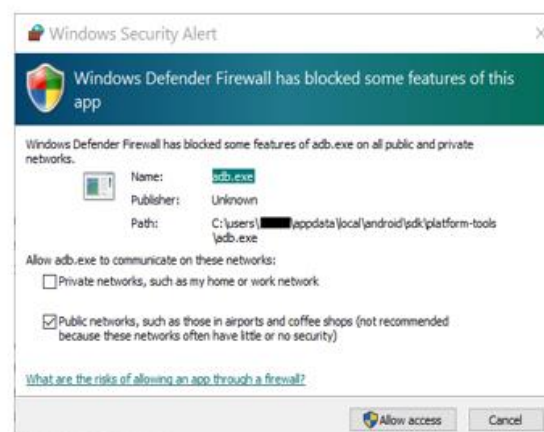 Windows Security Alert
Windows Defender Firewall has blocked some features of this
app
Windows Defender Firewall has blocked some features of adb.exe on all public and private
networks.
Name: adb.exe
Publisher: Unknown
Path: C:\users\ \appdata\local\android\sdk\platform-tools
\adb.exe
Allow adb.exe to communicate on these networks:
Private networks, such as my home or work network
Public networks, such as those in airports and coffee shops (not recommended
because these networks often have little or no security)
What are the risks of allowing an app through a firewall?
Allow access Cancel